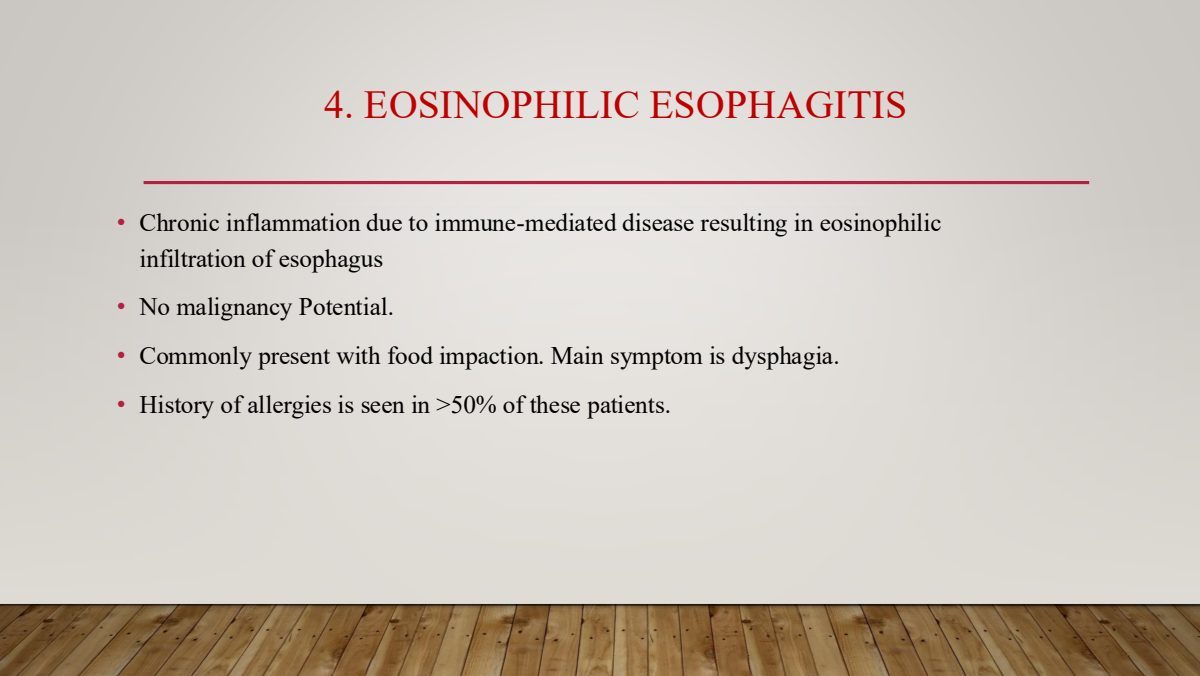 4. EOSINOPHILIC ESOPHAGITIS
• Chronic inflammation due to immune-mediated disease resulting in eosinophilic
infiltration of esophagus
• No malignancy Potential.
• Commonly present with food impaction. Main symptom is dysphagia.
• History of allergies is seen in >50% of these patients.